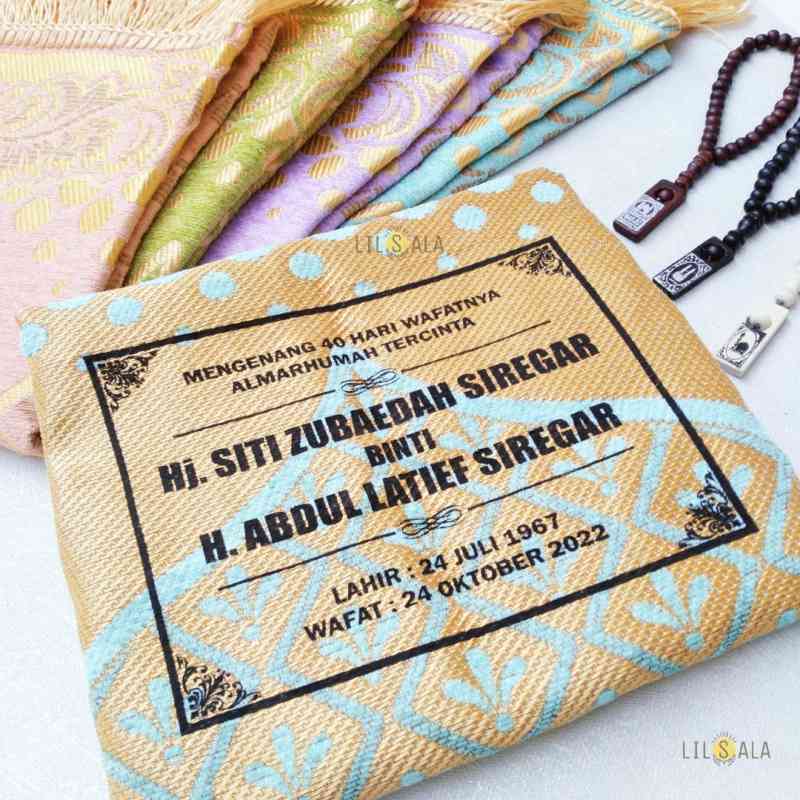 LILSALA
MENGENANG 40 HARI WAFATNYA
ALMARHUMAH TERCINTA
Hj. SITI ZUBAEDAH SIREGAR
BINTI
H. ABDUL LATIEF SIREGAR
LAHIR : 24 JULI 1967
WAFAT : 24 OKTOBER 2022
LILSALA